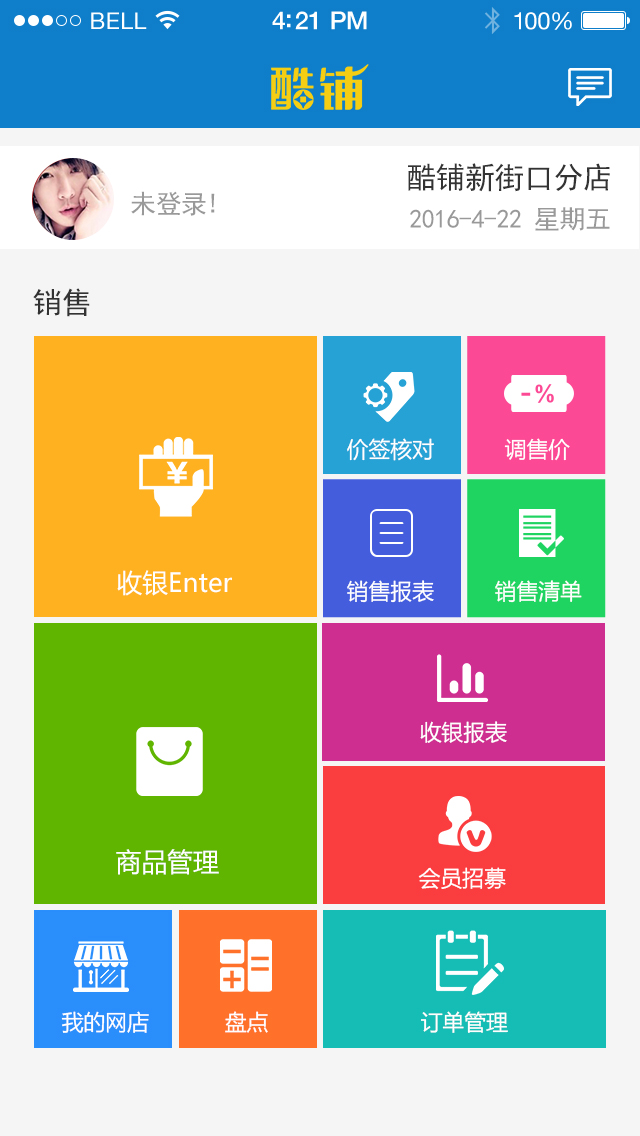 BELL 4:21 PM 100%
酷铺
未登录!
酷铺新街口分店
2016-4-22 星期五
销售
¥
收银Enter
价签核对
-%
调售价
销售报表
销售清单
商品管理
收银报表
V
会员招募
我的网店
盘点
订单管理